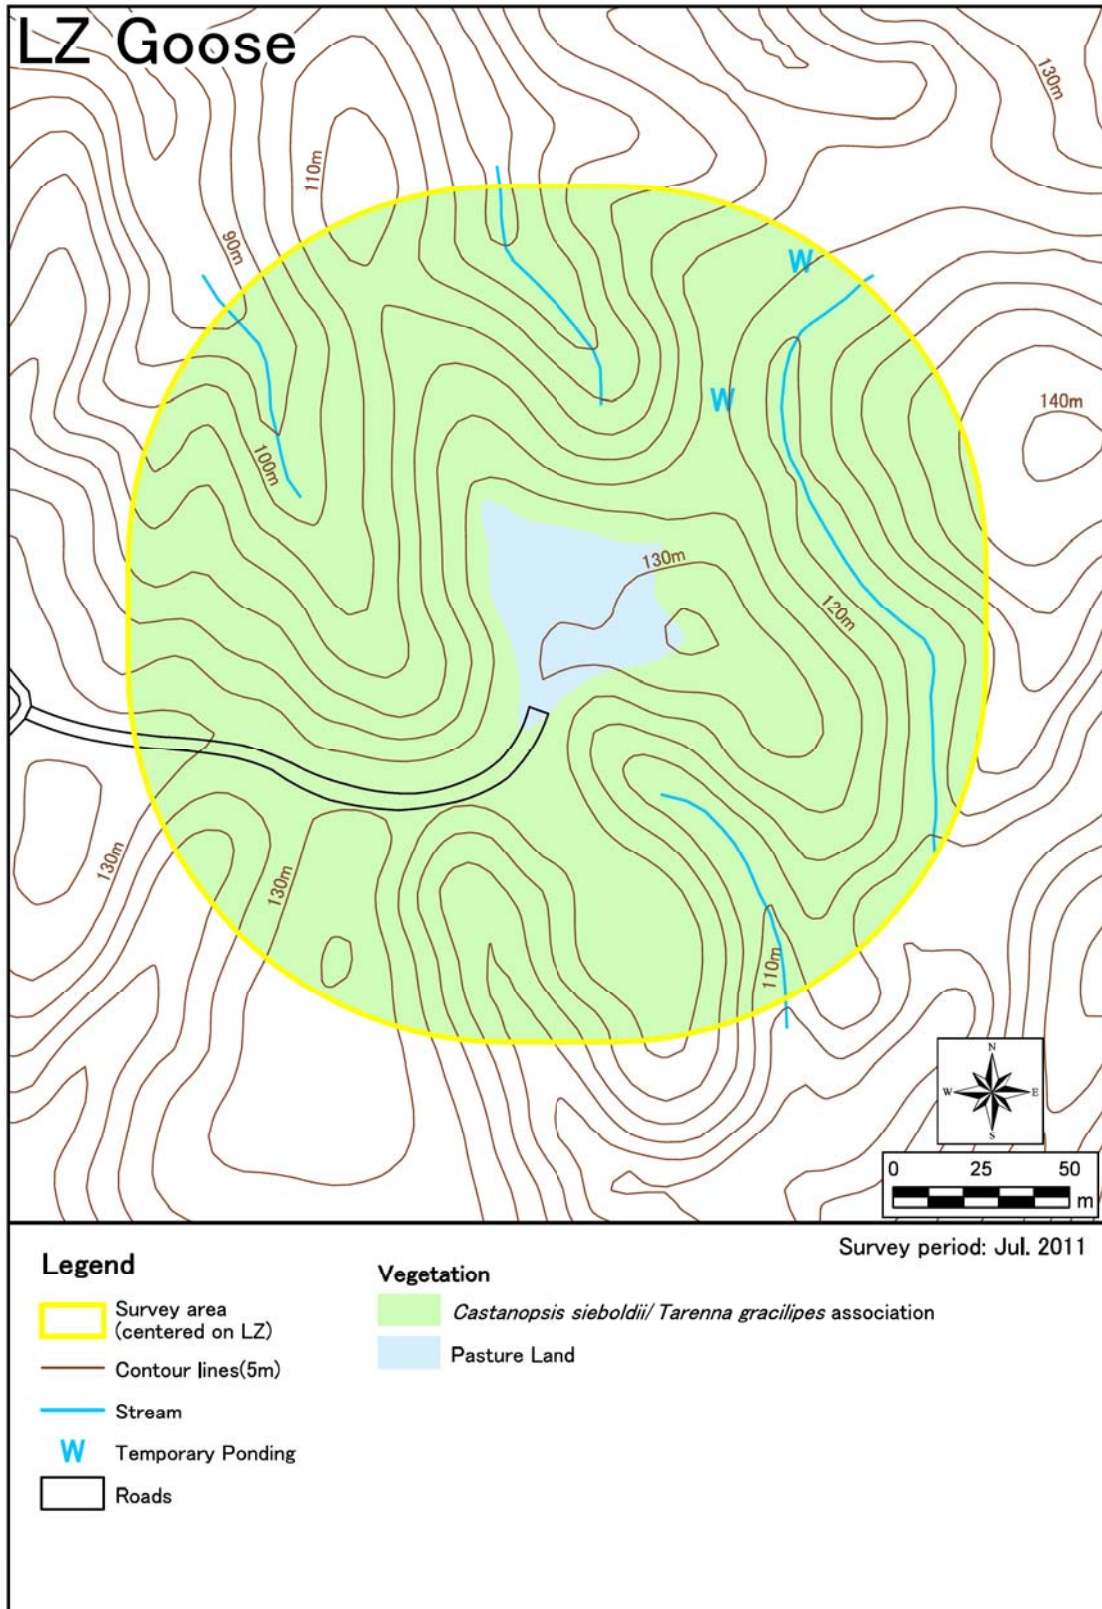 LZ Goose
130m
110m
90m
W
140m
W
100m
130m
120m
130m
130m
110m
N
W E
S
0 25 50
m
Survey period: Jul. 2011
Legend
Survey area
(centered on LZ)
Contour lines(5m)
Stream
W Temporary Ponding
Roads
Vegetation
Castanopsis sieboldii/ Tarenna gracilipes association
Pasture Land